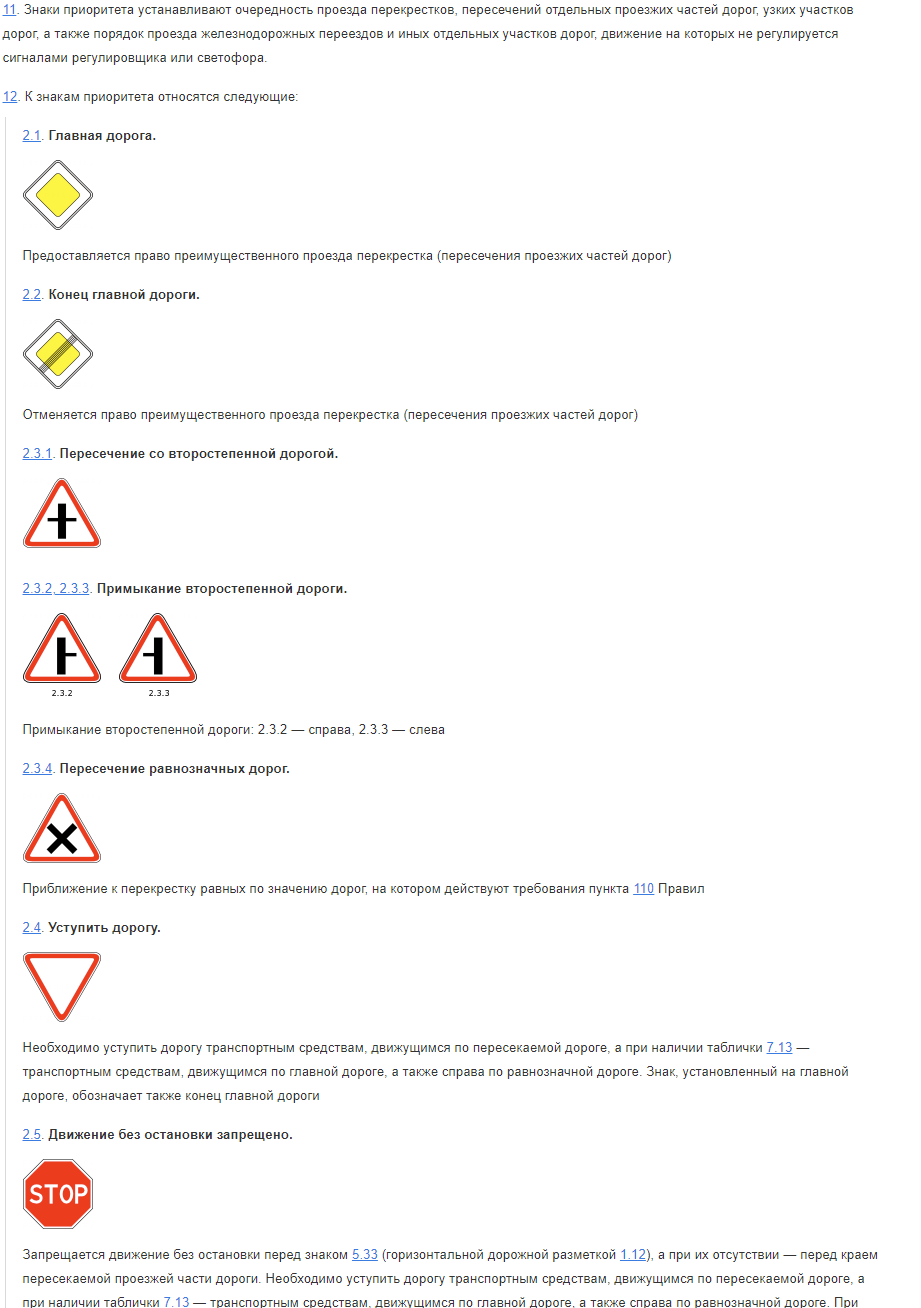 11. Знаки приоритета устанавливают очередность проезда перекрестков, пересечений отдельных проезжих частей дорог, узких участков
дорог, а также порядок проезда железнодорожных переездов и иных отдельных участков дорог, движение на которых не регулируется
сигналами регулировщика или светофора.
12. К знакам приоритета относятся следующие:
2.1. Главная дорога.
Предоставляется право преимущественного проезда перекрестка (пересечения проезжих частей дорог)
2.2. Конец главной дороги.
Отменяется право преимущественного проезда перекрестка (пересечения проезжих частей дорог)
2.3.1. Пересечение со второстепенной дорогой.
2.3.2, 2.3.3. Примыкание второстепенной дороги.
2.3.2 2.3.3
Примыкание второстепенной дороги: 2.3.2 — справа, 2.3.3 — слева
2.3.4. Пересечение равнозначных дорог.
Приближение к перекрестку равных по значению дорог, на котором действуют требования пункта 110 Правил
2.4. Уступить дорогу.
Необходимо уступить дорогу транспортным средствам, движущимся по пересекаемой дороге, а при наличии таблички 7.13 —
транспортным средствам, движущимся по главной дороге, а также справа по равнозначной дороге. Знак, установленный на главной
дороге, обозначает также конец главной дороги
2.5. Движение без остановки запрещено.
STOP
Запрещается движение без остановки перед знаком 5.33 (горизонтальной дорожной разметкой 1.12), а при их отсутствии — перед краем
пересекаемой проезжей части дороги. Необходимо уступить дорогу транспортным средствам, движущимся по пересекаемой дороге, а
при наличии таблички 7.13 — транспортным средствам, движущимся по главной дороге, а также справа по равнозначной дороге. При